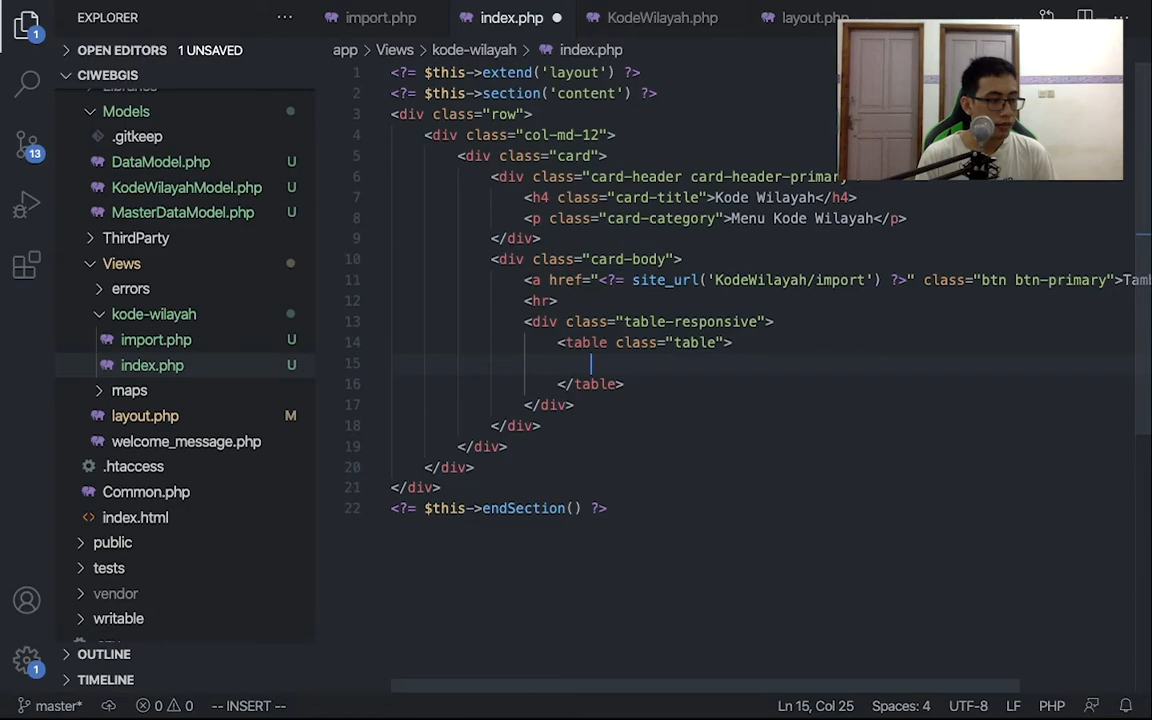 EXPLORER
import.php
index.php
KodeWilayah.php
layout.php
OPEN EDITORS 1 UNSAVED
app > Views > kode-wilayah > index.php
CIWEBGIS
Models
.gitkeep
DataModel.php U
KodeWilayahModel.php U
MasterDataModel.php U
ThirdParty
Views
errors
kode-wilayah
import.php U
index.php U
maps
layout.php M
welcome_message.php
.htaccess
Common.php
index.html
public
tests
vendor
writable
OUTLINE
TIMELINE
1
13
1
1 <?= $this->extend('layout') ?>
2 <?= $this->section('content') ?>
3 <div class="row">
4 <div class="col-md-12">
5 <div class="card">
6 <div class="card-header card-header-primary
7 <h4 class="card-title">Kode Wilayah</h4>
8 <p class="card-category">Menu Kode Wilayah</p>
9 </div>
10 <div class="card-body">
11 <a href="<?= site_url('KodeWilayah/import') ?>" class="btn btn-primary">Tamb
12 <hr>
13 <div class="table-responsive">
14 <table class="table">
15
16 </table>
17 </div>
18 </div>
19 </div>
20 </div>
21 </div>
22 <?= $this->endSection() ?>
master* 0 0 -- INSERT -- Ln 15, Col 25 Spaces: 4 UTF-8 LF PHP